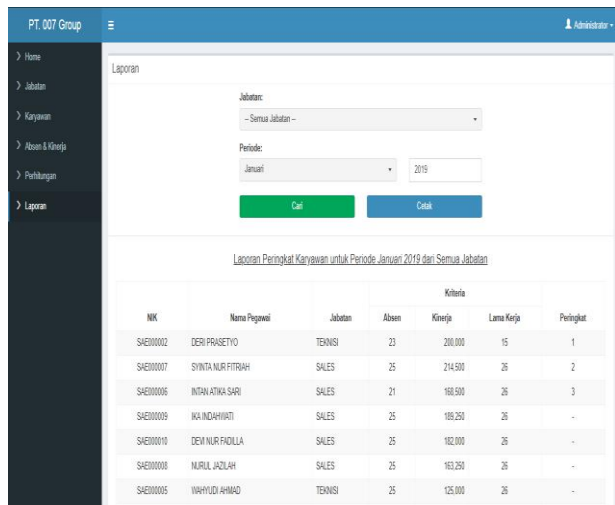 PT. 007 Group
Administrator
Home
Jabatan
Karyawan
Absen & Kinerja
Perhitungan
Laporan
Laporan
Jabatan:
-- Semua Jabatan --
Periode:
Januari 2019
Cari Cetak
Laporan Peringkat Karyawan untuk Periode Januari 2019 dari Semua Jabatan
Kriteria
NIK Nama Pegawai Jabatan Absen Kinerja Lama Kerja Peringkat
SAE000002 DERI PRASETYO TEKNISI 23 200,000 15 1
SAE000007 SYINTA NUR FITRIAH SALES 25 214,500 26 2
SAE000006 INTAN ATIKA SARI SALES 21 168,500 26 3
SAE000009 IKA INDAHWATI SALES 25 189,250 26 -
SAE000010 DEVI NUR FADILLA SALES 25 182,000 26 -
SAE000008 NURUL JAZILAH SALES 25 163,250 26 -
SAE000005 WAHYUDI AHMAD TEKNISI 25 125,000 26 -